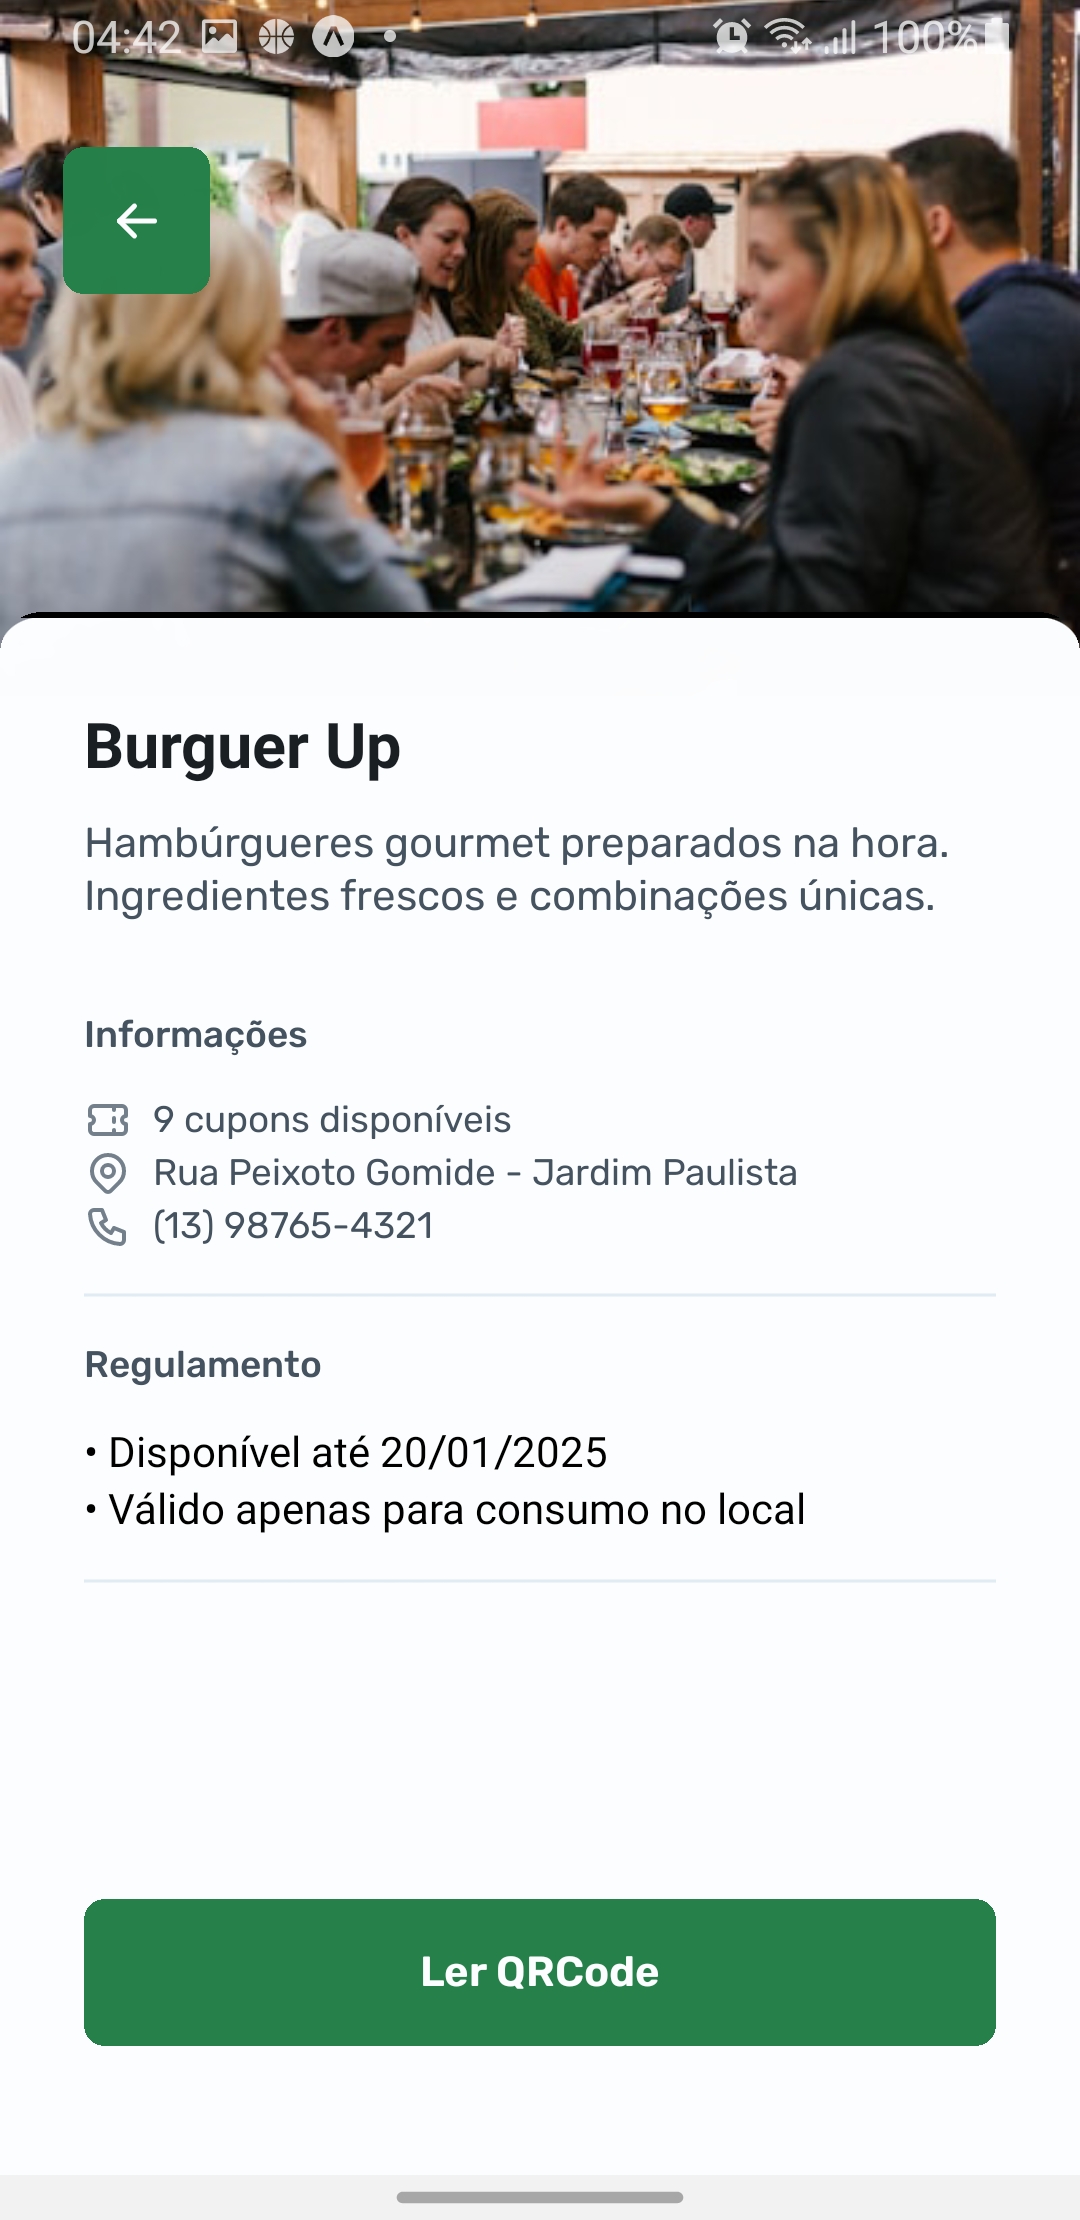 04:42 100%
Burguer Up
Hambúrgueres gourmet preparados na hora.
Ingredientes frescos e combinações únicas.
Informações
9 cupons disponíveis
Rua Peixoto Gomide - Jardim Paulista
(13) 98765-4321
Regulamento
• Disponível até 20/01/2025
• Válido apenas para consumo no local
Ler QRCode